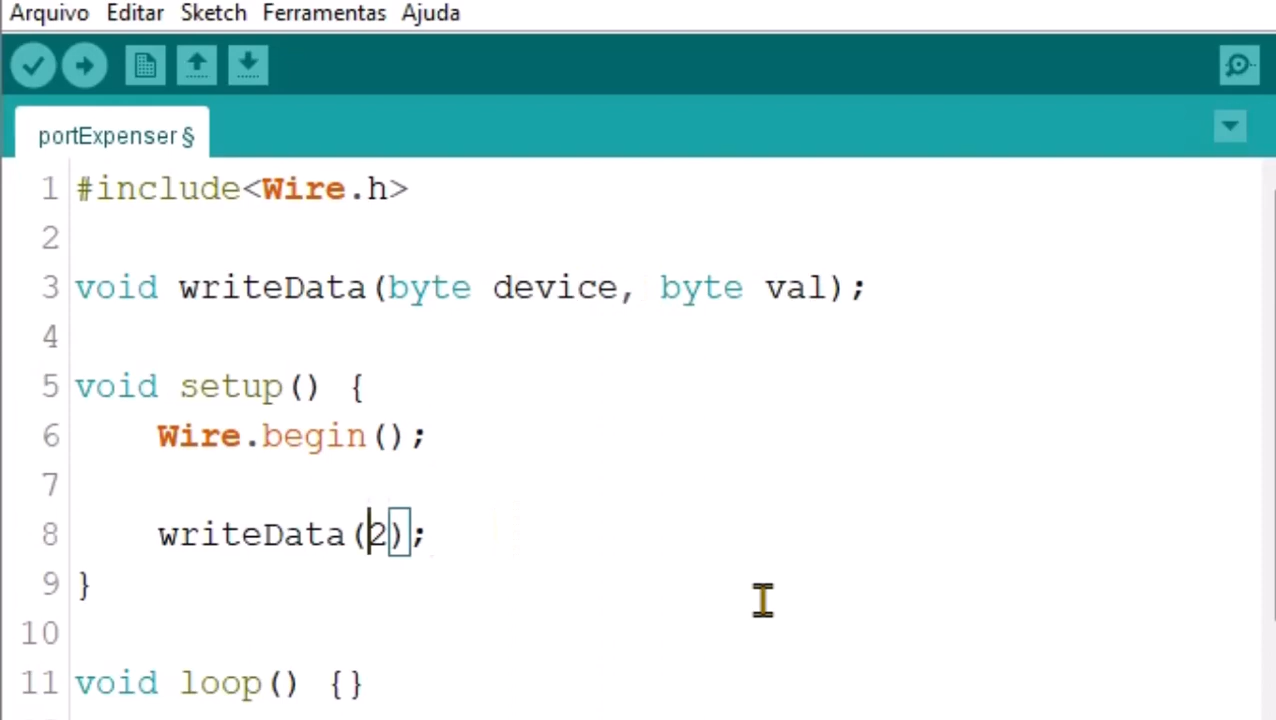 Arquivo Editar Sketch Ferramentas Ajuda
portExpenser §
1 #include<Wire.h>
2
3 void writeData(byte device, byte val);
4
5 void setup() {
6     Wire.begin();
7
8     writeData(2);
9 }
10
11 void loop() {}